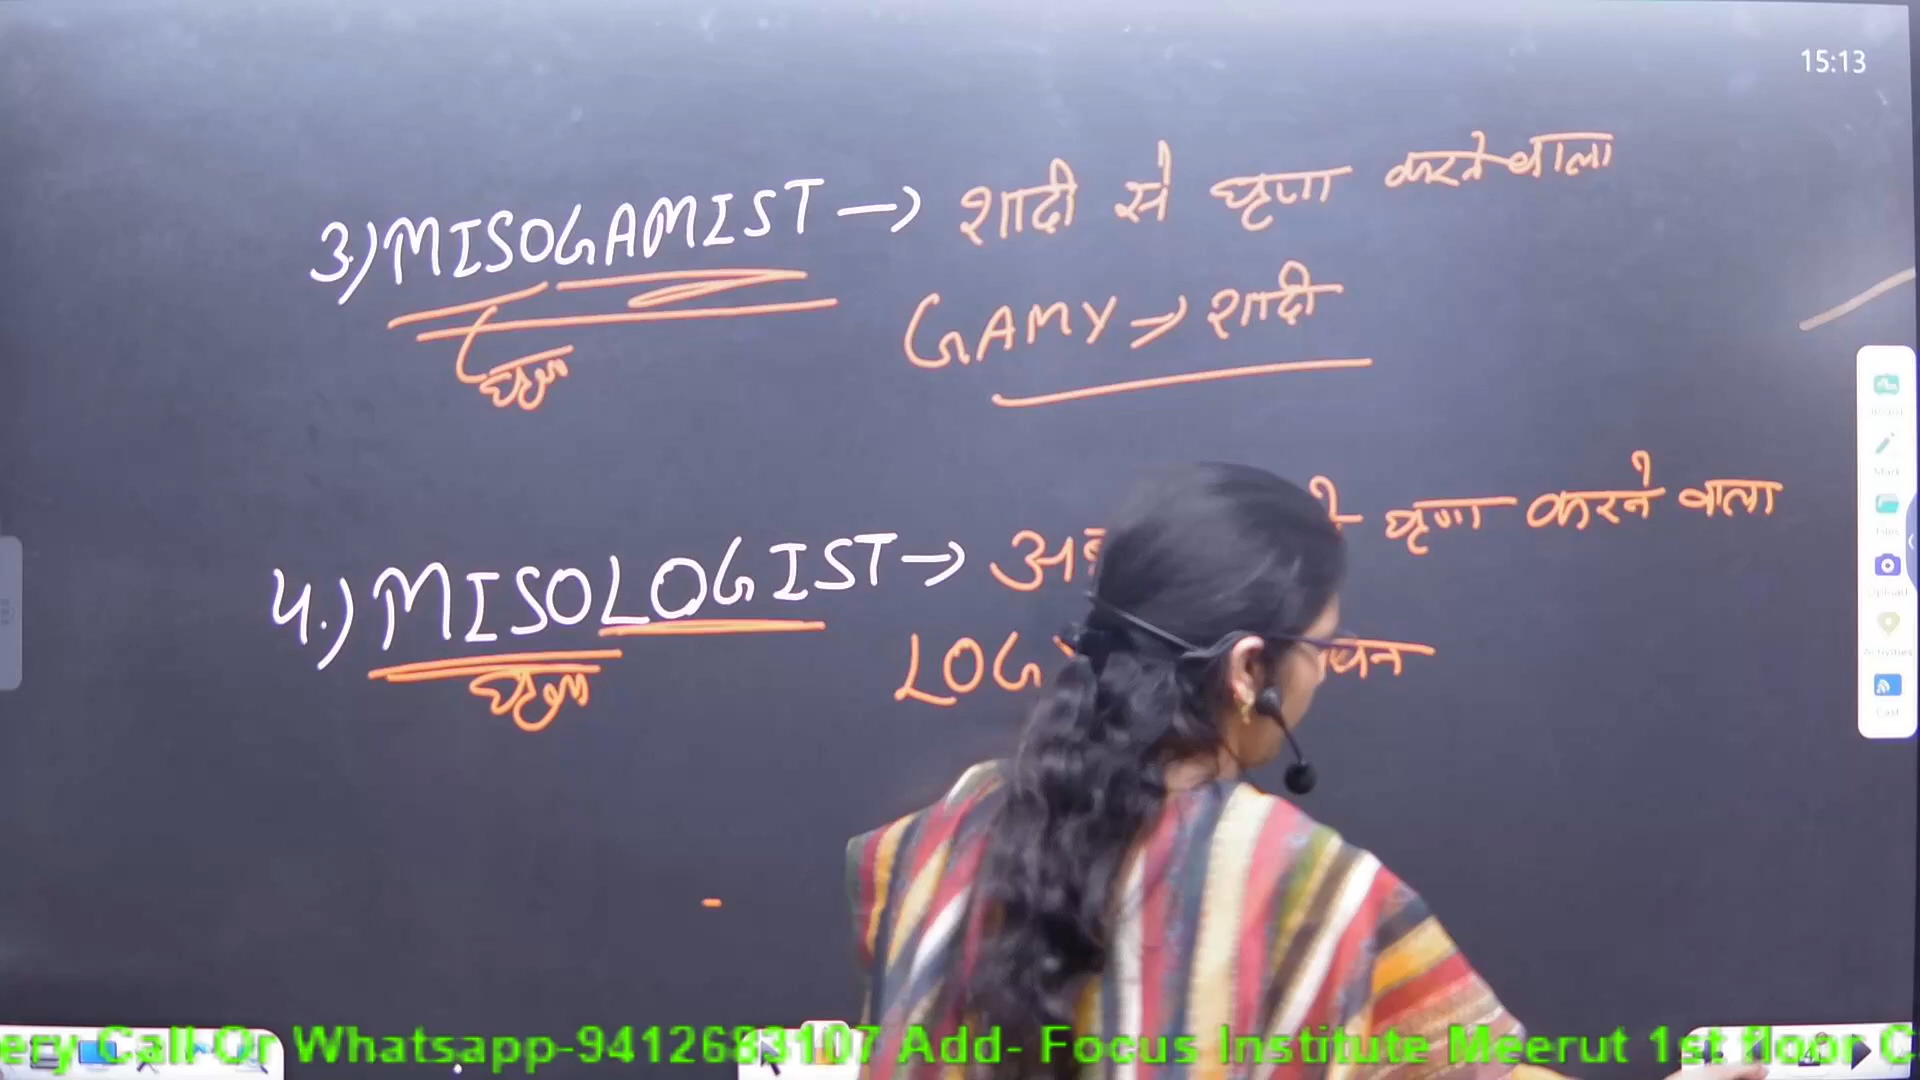 15:13
3.) MISOGAMIST → शादी से घृणा करने वाला
घृणा
GAMY → शादी
4.) MISOLOGIST → घृणा करने वाला
घृणा
LOG
Call Or Whatsapp-9412683107 Add- Focus Institute Meerut 1st floor